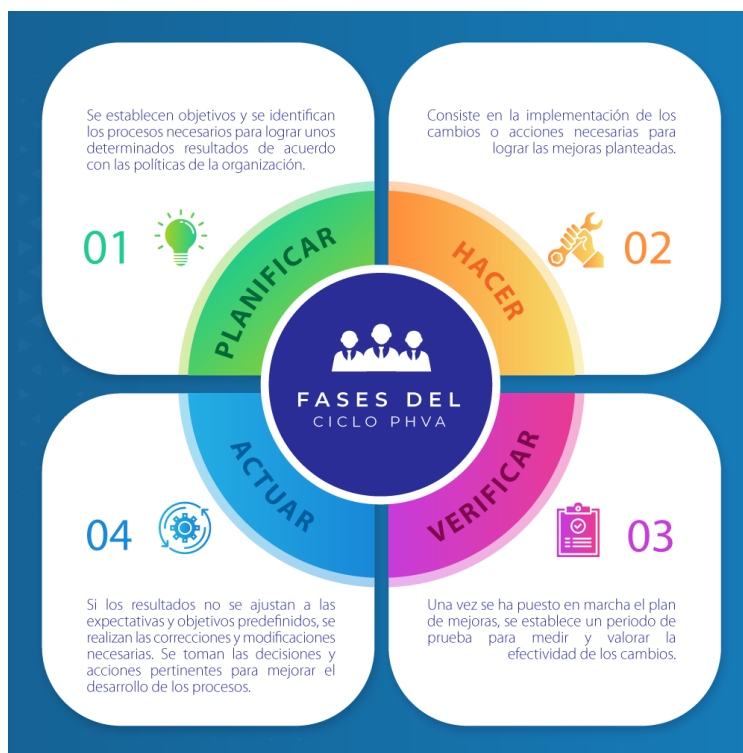 Se establecen objetivos y se identifican
los procesos necesarios para lograr unos
determinados resultados de acuerdo
con las políticas de la organización.
01
PLANIFICAR
Consiste en la implementación de los
cambios o acciones necesarias para
lograr las mejoras planteadas.
HACER
02
FASES DEL
CICLO PHVA
VERIFICAR
03
Una vez se ha puesto en marcha el plan
de mejoras, se establece un periodo de
prueba para medir y valorar la
efectividad de los cambios.
ACTUAR
04
Si los resultados no se ajustan a las
expectativas y objetivos predefinidos, se
realizan las correcciones y modificaciones
necesarias. Se toman las decisiones y
acciones pertinentes para mejorar el
desarrollo de los procesos.